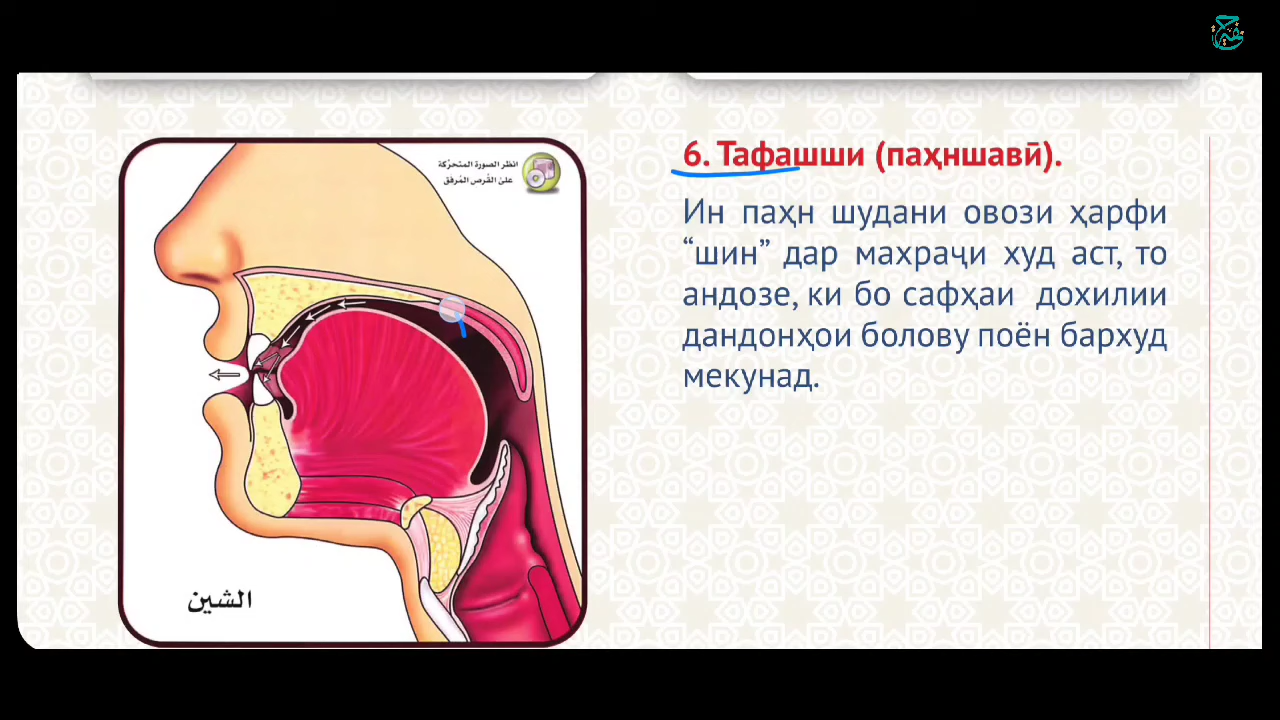 انظر الصورة المتحركة
على القرص المرفق
6. Тафашши (паҳншавӣ).
Ин паҳн шудани овози ҳарфи
“шин” дар махраҷи худ аст, то
андозе, ки бо сафҳаи дохилии
дандонҳои болову поён бархуд
мекунад.
الشين